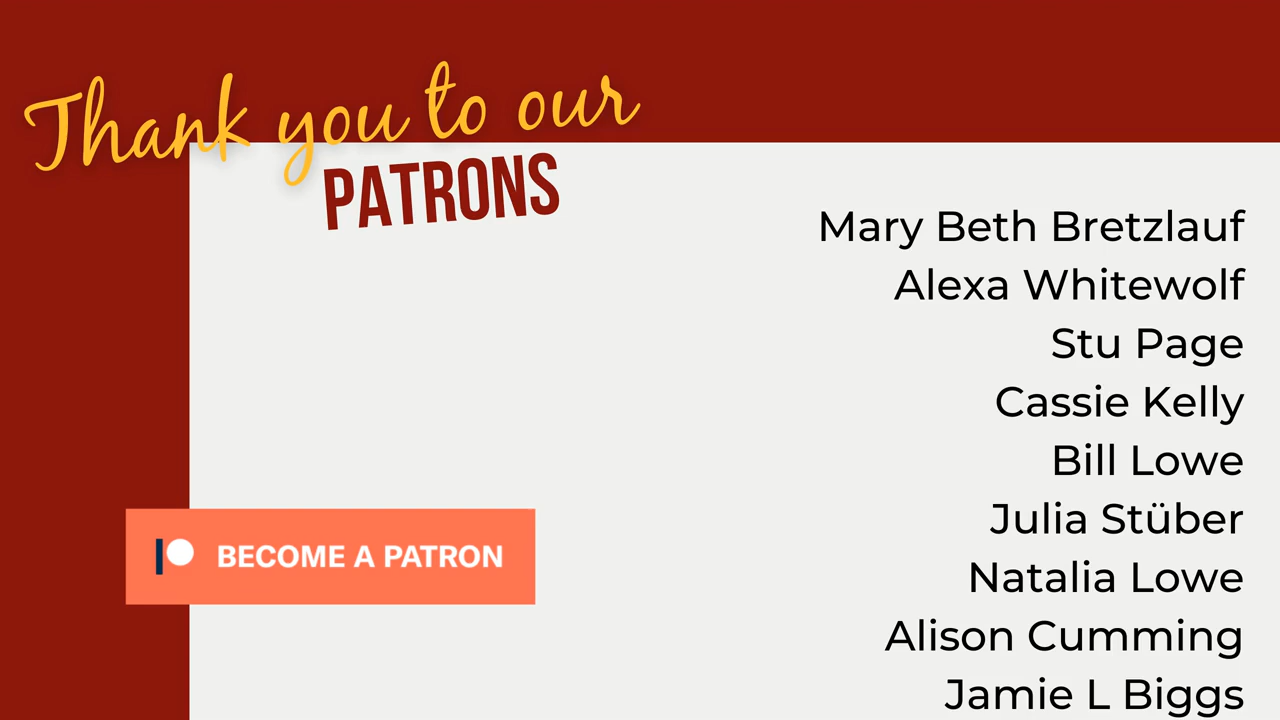 Thank you to our
PATRONS
Mary Beth Bretzlauf
Alexa Whitewolf
Stu Page
Cassie Kelly
Bill Lowe
Julia Stüber
Natalia Lowe
Alison Cumming
Jamie L Biggs
BECOME A PATRON